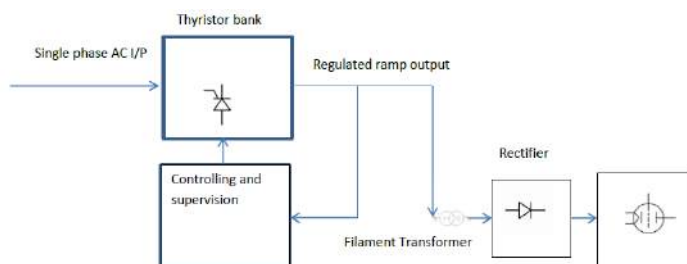 Thyristor bank
Single phase AC I/P
Regulated ramp output
Rectifier
Controlling and
supervision
Filament Transformer